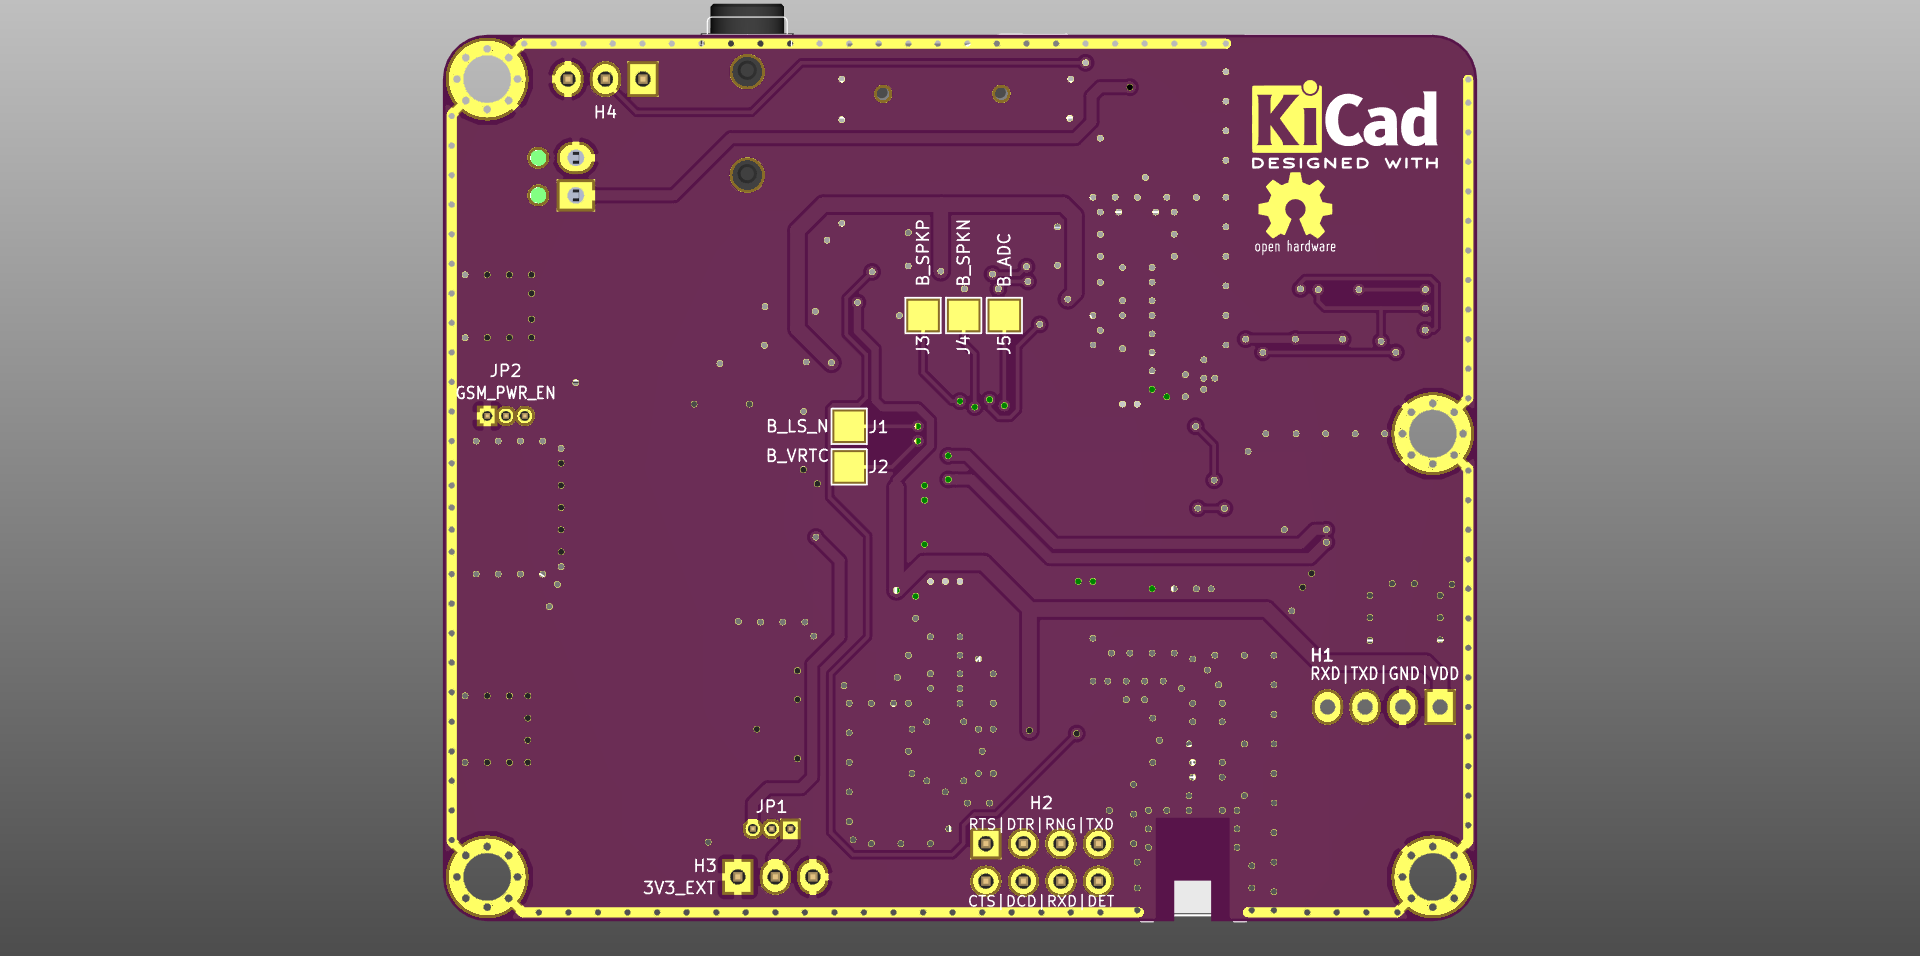 H4
KiCad
DESIGNED WITH
open hardware
B_SPKP
B_SPKN
B_ADC
J3
J4
J5
JP2
GSM_PWR_EN
B_LS_N
J1
B_VRTC
J2
H1
RXD|TXD|GND|VDD
JP1
H2
RTS|DTR|RNG|TXD
H3
3V3_EXT
CTS|DCD|RXD|DET